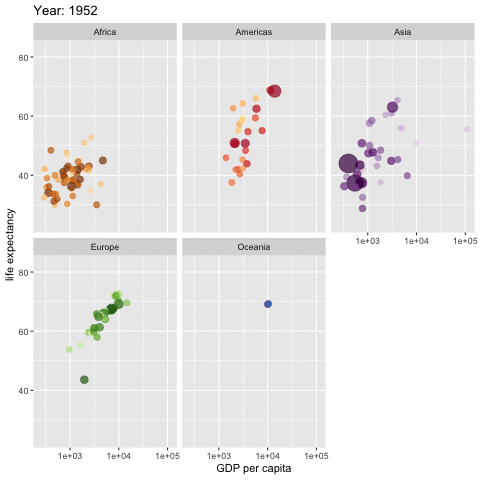 Year: 1952
Africa Americas Asia
80
60
40
1e+03 1e+04 1e+05
life expectancy
Europe Oceania
80
60
40
1e+03 1e+04 1e+05 1e+03 1e+04 1e+05
GDP per capita